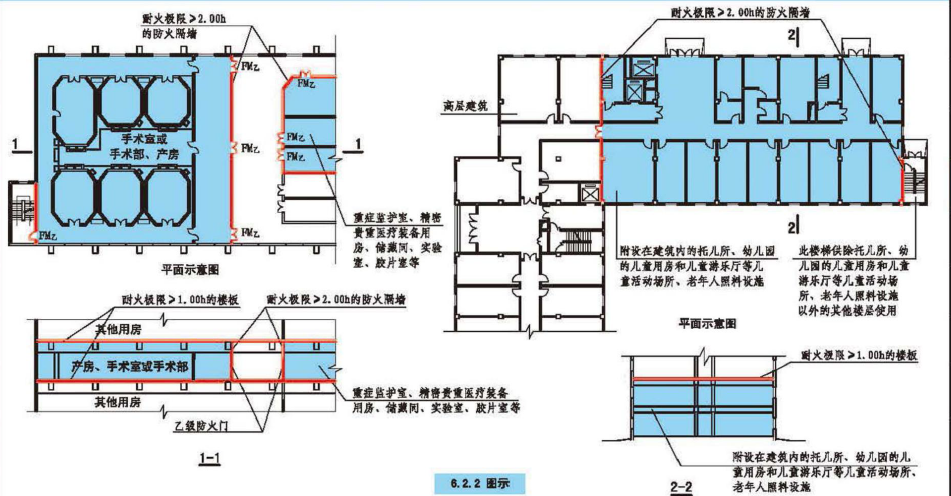 耐火极限≥2.00h
的防火隔墙
FM乙
FM乙
FM乙
FM乙
FM乙
手术室或
手术部、产房
1
1
重症监护室、精密
贵重医疗装备用
房、储藏间、实验
室、胶片室等
平面示意图
耐火极限≥1.00h的楼板
耐火极限≥2.00h的防火隔墙
其他用房
产房、手术室或手术部
其他用房
重症监护室、精密贵重医疗装备
用房、储藏间、实验室、胶片室等
乙级防火门
1-1
耐火极限≥2.00h的防火隔墙
2
高层建筑
2
附设在建筑内的托儿所、幼儿园
的儿童用房和儿童游乐厅等儿
童活动场所、老年人照料设施
此楼梯供除托儿所、幼
儿园的儿童用房和儿童
游乐厅等儿童活动场
所、老年人照料设施
以外的其他楼层使用
平面示意图
耐火极限≥1.00h的楼板
附设在建筑内的托儿所、幼儿园的儿
童用房和儿童游乐厅等儿童活动场所、
老年人照料设施
2-2
6.2.2 图示